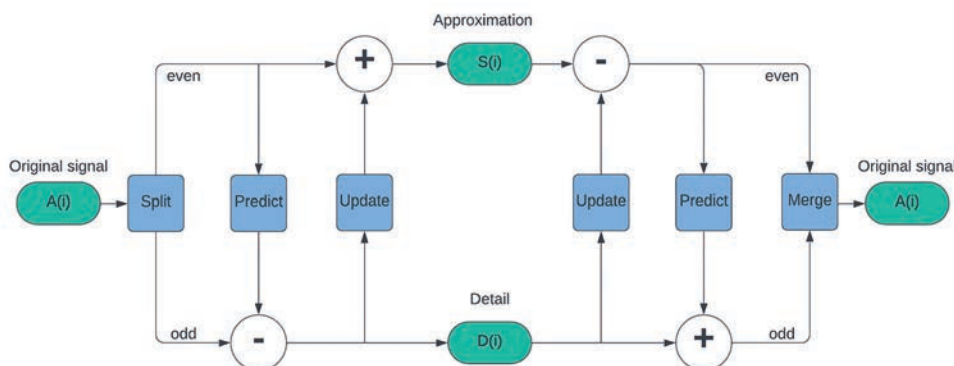 Approximation
+
S(i)
-
even
even
Original signal
A(i)
Split
Predict
Update
Update
Predict
Merge
Original signal
A(i)
Detail
odd
-
D(i)
+
odd